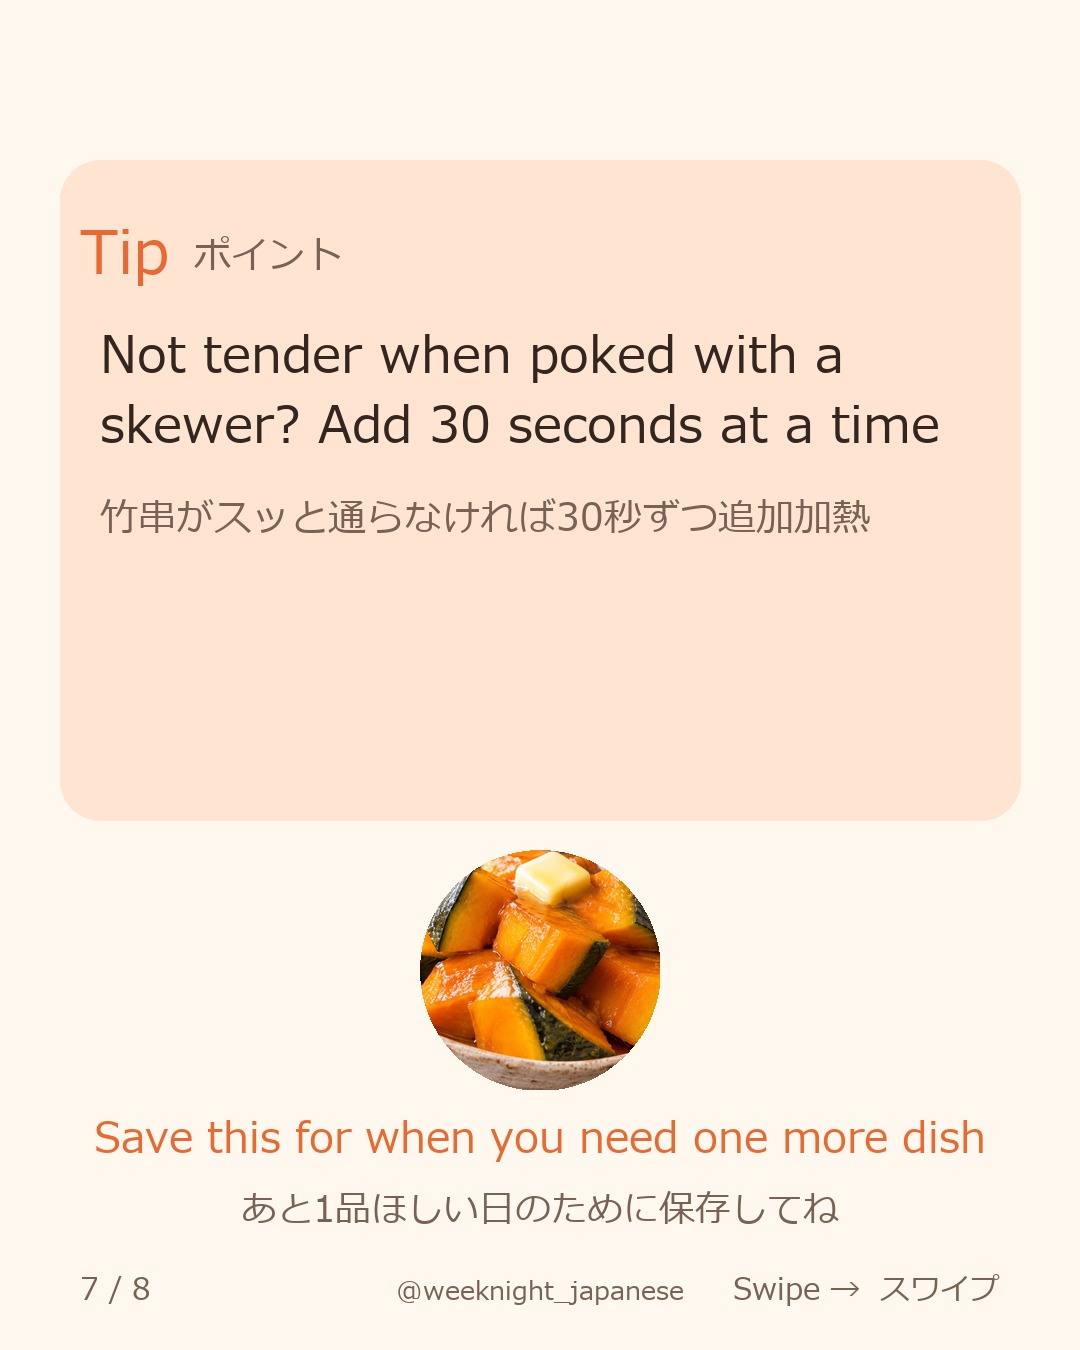 Tip ポイント
Not tender when poked with a
skewer? Add 30 seconds at a time
竹串がスッと通らなければ30秒ずつ追加加熱
Save this for when you need one more dish
あと1品ほしい日のために保存してね
7 / 8 @weeknight_japanese Swipe → スワイプ